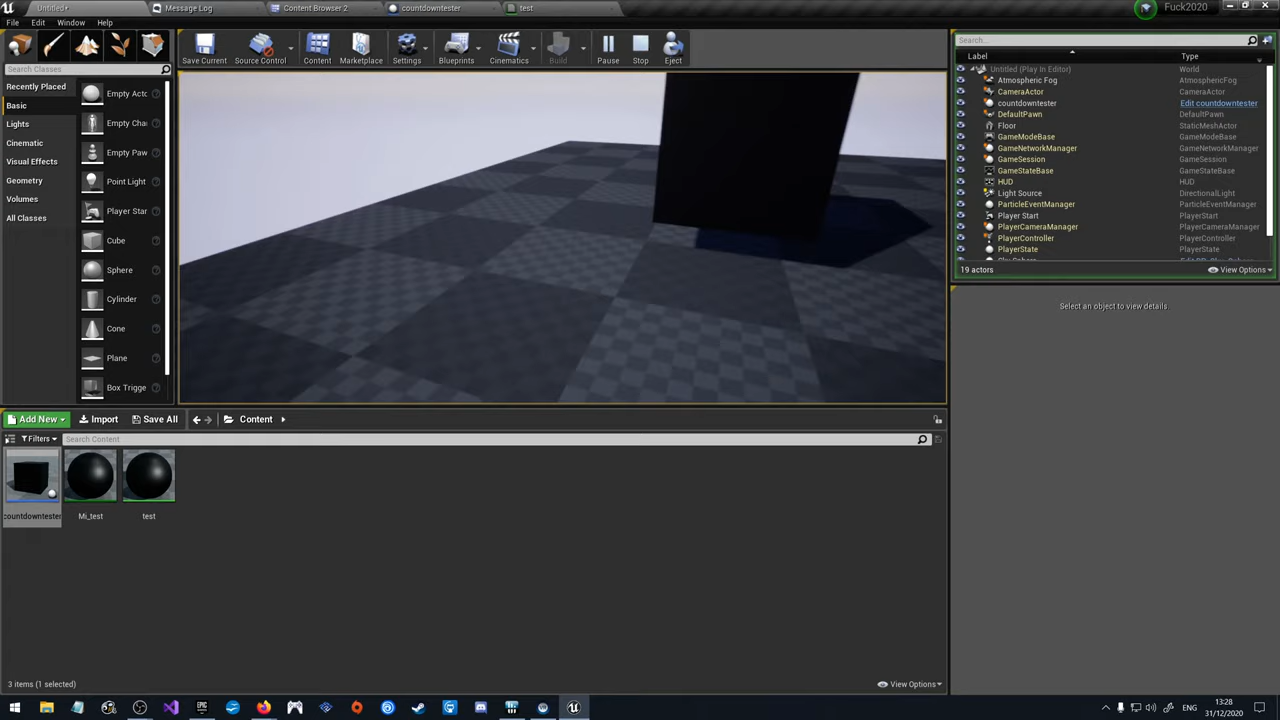 Untitled*
Message Log
Content Browser 2
countdowntester
test
Fuck2020
File
Edit
Window
Help
Search Classes
Recently Placed
Basic
Lights
Cinematic
Visual Effects
Geometry
Volumes
All Classes
Empty Acto
Empty Cha
Empty Paw
Point Light
Player Star
Cube
Sphere
Cylinder
Cone
Plane
Box Trigge
Save Current
Source Control
Content
Marketplace
Settings
Blueprints
Cinematics
Build
Pause
Stop
Eject
Search...
Label
Type
Untitled (Play In Editor) World
Atmospheric Fog AtmosphericFog
CameraActor CameraActor
countdowntester Edit countdowntester
DefaultPawn DefaultPawn
Floor StaticMeshActor
GameModeBase GameModeBase
GameNetworkManager GameNetworkManager
GameSession GameSession
GameStateBase GameStateBase
HUD HUD
Light Source DirectionalLight
ParticleEventManager ParticleEventManager
Player Start PlayerStart
PlayerCameraManager PlayerCameraManager
PlayerController PlayerController
PlayerState PlayerState
19 actors
View Options
Select an object to view details.
Add New
Import
Save All
Content
Filters
Search Content
countdowntester
Mi_test
test
3 items (1 selected)
View Options
ENG
13:28
31/12/2020